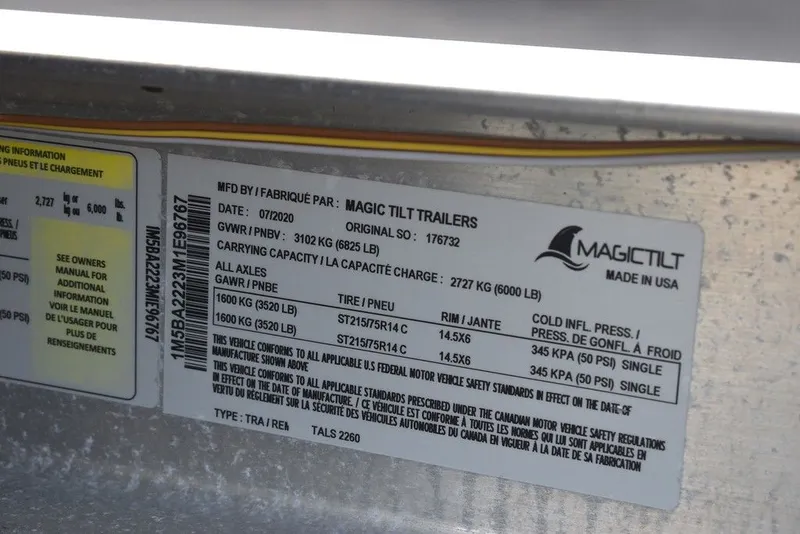 NG INFORMATION
PNEUS ET LE CHARGEMENT
2,727 kg or kg ou 6,000 lbs. lb.
PRESS. /
PNEUS
(50 PSI)
(50 PSI)
SEE OWNERS
MANUAL FOR
ADDITIONAL
INFORMATION
VOIR LE MANUEL
DE L'USAGER POUR
PLUS DE
RENSEIGNEMENTS
1M5BA2223M1E96767
1M5BA2223M1E96767
MFD BY / FABRIQUÉ PAR : MAGIC TILT TRAILERS
DATE : 07/2020 ORIGINAL SO : 176732
GVWR / PNBV : 3102 KG (6825 LB)
CARRYING CAPACITY / LA CAPACITÉ CHARGE : 2727 KG (6000 LB)
MAGICTILT
MADE IN USA
ALL AXLES
GAWR / PNBE TIRE / PNEU RIM / JANTE COLD INFL. PRESS. / PRESS. DE GONFL. À FROID
1600 KG (3520 LB) ST215/75R14 C 14.5X6 345 KPA (50 PSI) SINGLE
1600 KG (3520 LB) ST215/75R14 C 14.5X6 345 KPA (50 PSI) SINGLE
THIS VEHICLE CONFORMS TO ALL APPLICABLE U.S FEDERAL MOTOR VEHICLE SAFETY STANDARDS IN EFFECT ON THE DATE OF
MANUFACTURE SHOWN ABOVE
THIS VEHICLE CONFORMS TO ALL APPLICABLE STANDARDS PRESCRIBED UNDER THE CANADIAN MOTOR VEHICLE SAFETY REGULATIONS
IN EFFECT ON THE DATE OF MANUFACTURE. / CE VÉHICULE EST CONFORME À TOUTES LES NORMES QUI LUI SONT APPLICABLES EN
VERTU DU RÈGLEMENT SUR LA SÉCURITÉ DES VÉHICULES AUTOMOBILES DU CANADA EN VIGUEUR À LA DATE DE SA FABRICATION
TYPE : TRA / REM TALS 2260